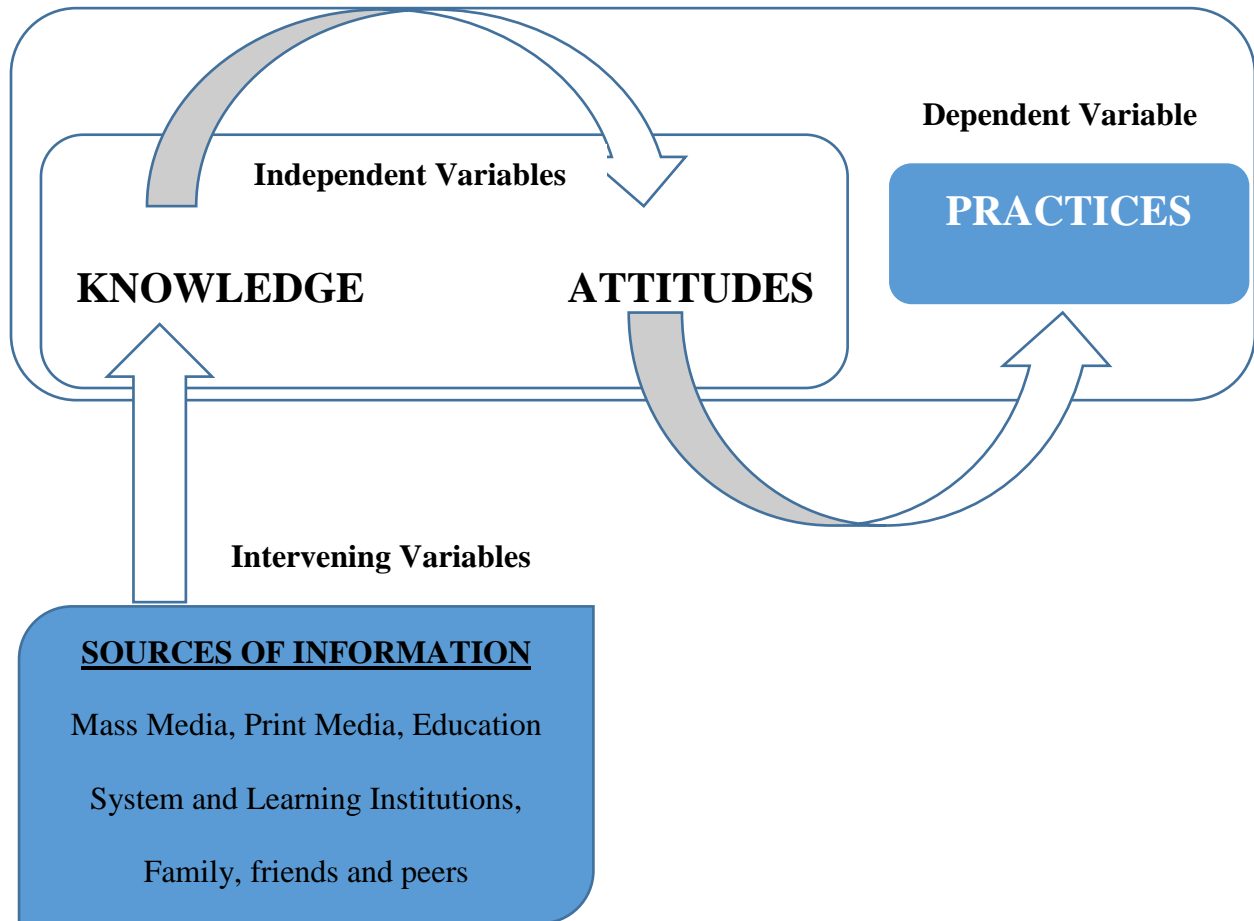 Dependent Variable
Independent Variables
PRACTICES
KNOWLEDGE
ATTITUDES
Intervening Variables
SOURCES OF INFORMATION
Mass Media, Print Media, Education
System and Learning Institutions,
Family, friends and peers